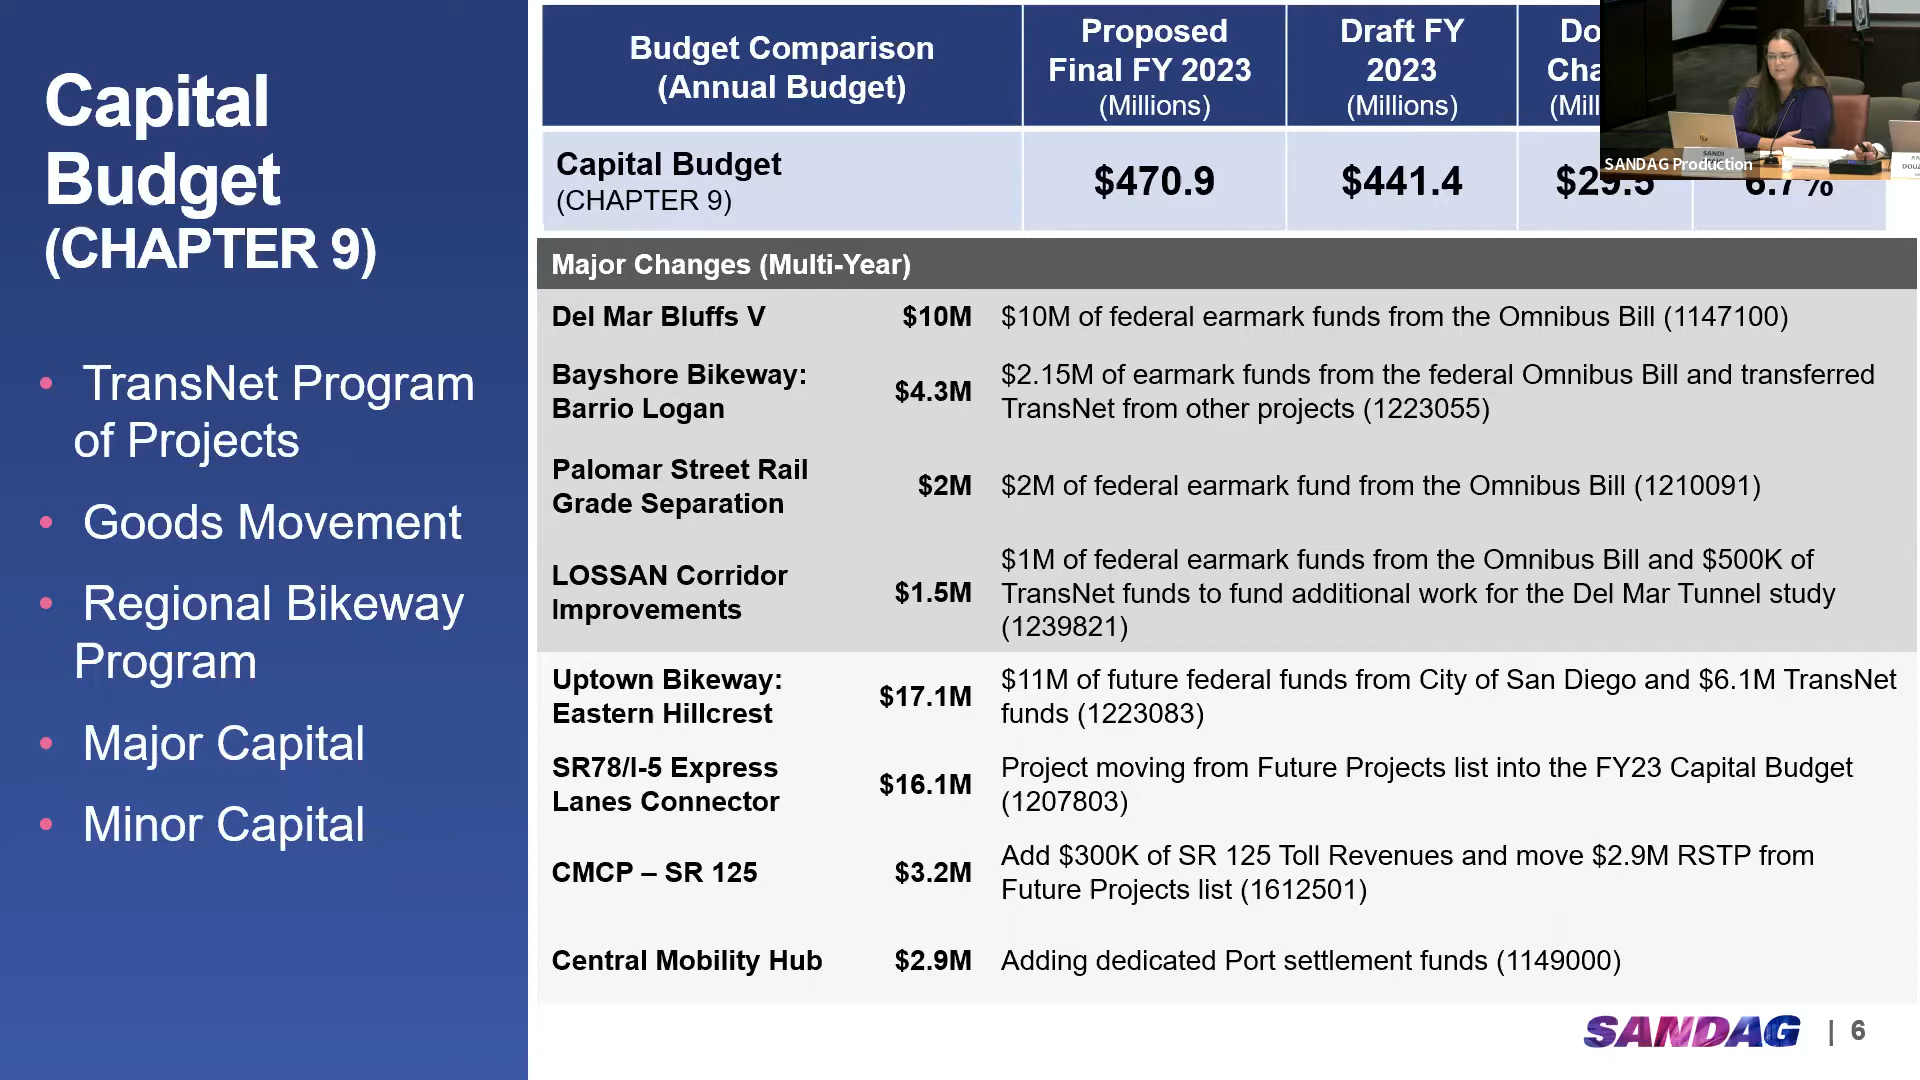 Capital
Budget
(CHAPTER 9)
• TransNet Program
of Projects
• Goods Movement
• Regional Bikeway
Program
• Major Capital
• Minor Capital
Budget Comparison
(Annual Budget)
Proposed
Final FY 2023
(Millions)
Draft FY
2023
(Millions)
Do
Cha
(Mill
Capital Budget
(CHAPTER 9)
$470.9
$441.4
$29.5
6.7%
SANDI
SANDAG Production
Major Changes (Multi-Year)
Del Mar Bluffs V
$10M
$10M of federal earmark funds from the Omnibus Bill (1147100)
Bayshore Bikeway:
Barrio Logan
$4.3M
$2.15M of earmark funds from the federal Omnibus Bill and transferred
TransNet from other projects (1223055)
Palomar Street Rail
Grade Separation
$2M
$2M of federal earmark fund from the Omnibus Bill (1210091)
LOSSAN Corridor
Improvements
$1.5M
$1M of federal earmark funds from the Omnibus Bill and $500K of
TransNet funds to fund additional work for the Del Mar Tunnel study
(1239821)
Uptown Bikeway:
Eastern Hillcrest
$17.1M
$11M of future federal funds from City of San Diego and $6.1M TransNet
funds (1223083)
SR78/I-5 Express
Lanes Connector
$16.1M
Project moving from Future Projects list into the FY23 Capital Budget
(1207803)
CMCP – SR 125
$3.2M
Add $300K of SR 125 Toll Revenues and move $2.9M RSTP from
Future Projects list (1612501)
Central Mobility Hub
$2.9M
Adding dedicated Port settlement funds (1149000)
SANDAG | 6